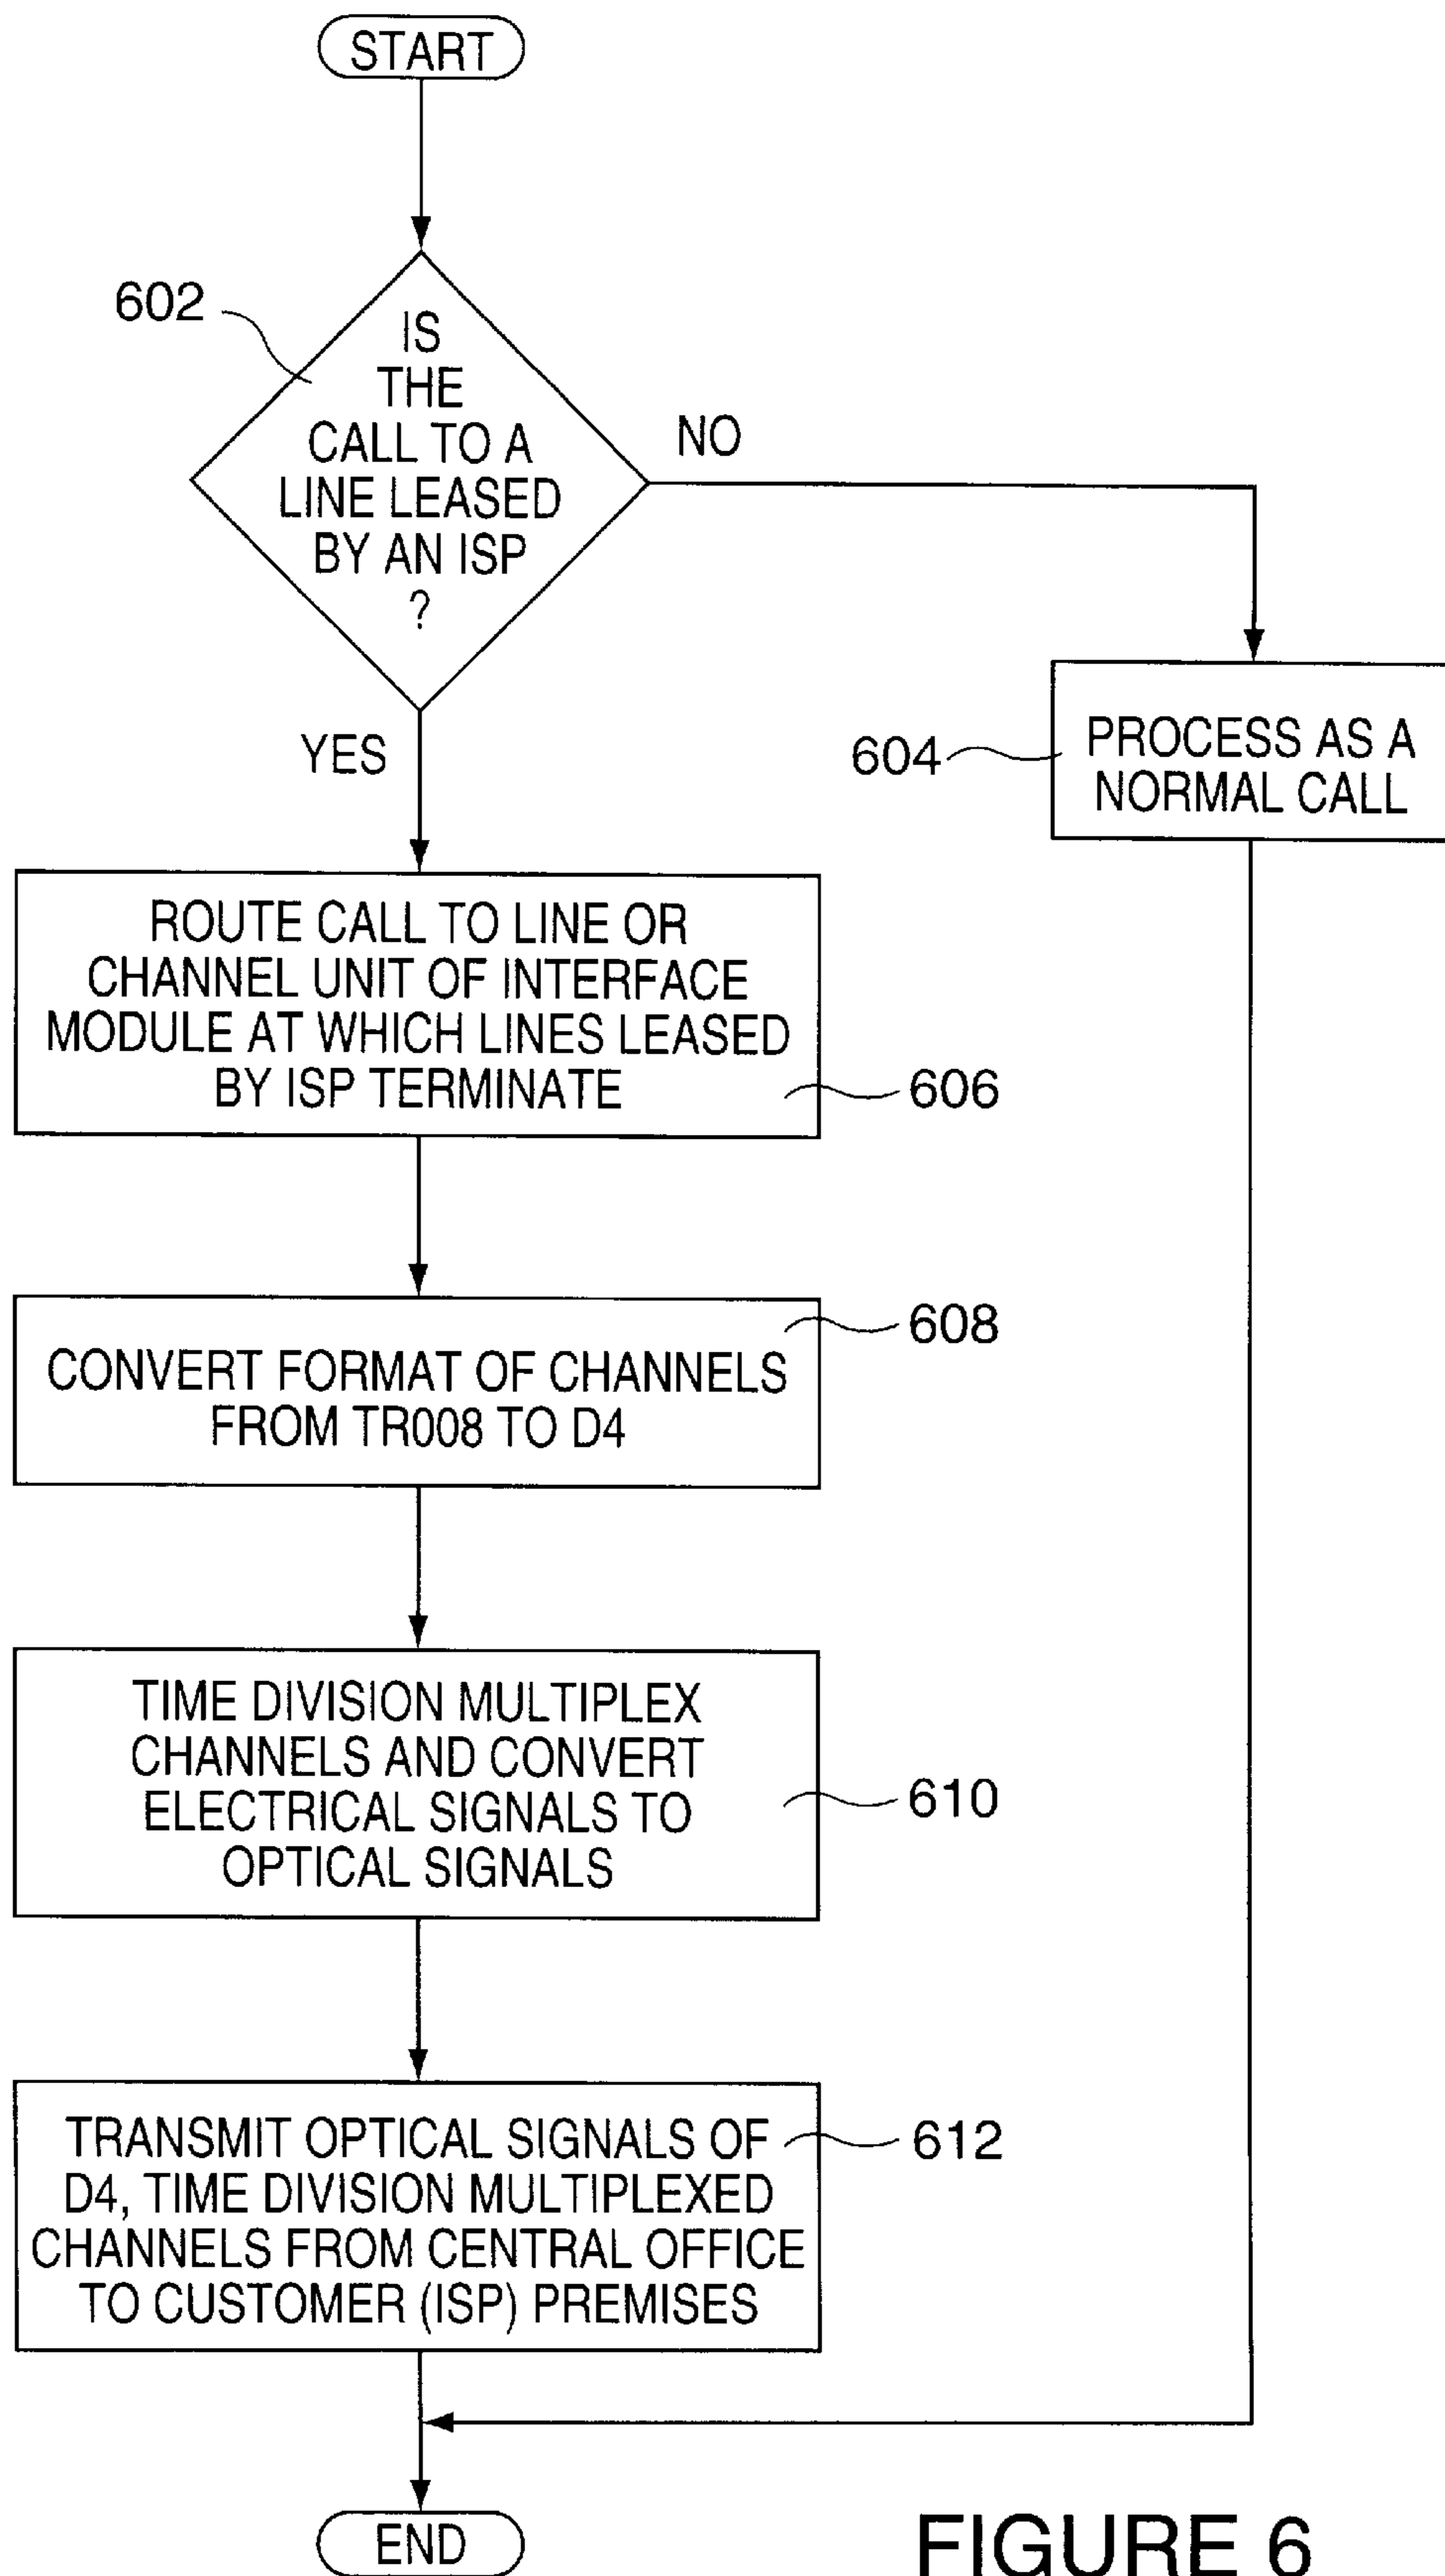 START
602
IS
THE
CALL TO A
LINE LEASED
BY AN ISP
?
NO
YES
604
PROCESS AS A
NORMAL CALL
ROUTE CALL TO LINE OR
CHANNEL UNIT OF INTERFACE
MODULE AT WHICH LINES LEASED
BY ISP TERMINATE
606
608
CONVERT FORMAT OF CHANNELS
FROM TR008 TO D4
TIME DIVISION MULTIPLEX
CHANNELS AND CONVERT
ELECTRICAL SIGNALS TO
OPTICAL SIGNALS
610
TRANSMIT OPTICAL SIGNALS OF
D4, TIME DIVISION MULTIPLEXED
CHANNELS FROM CENTRAL OFFICE
TO CUSTOMER (ISP) PREMISES
612
END
FIGURE 6